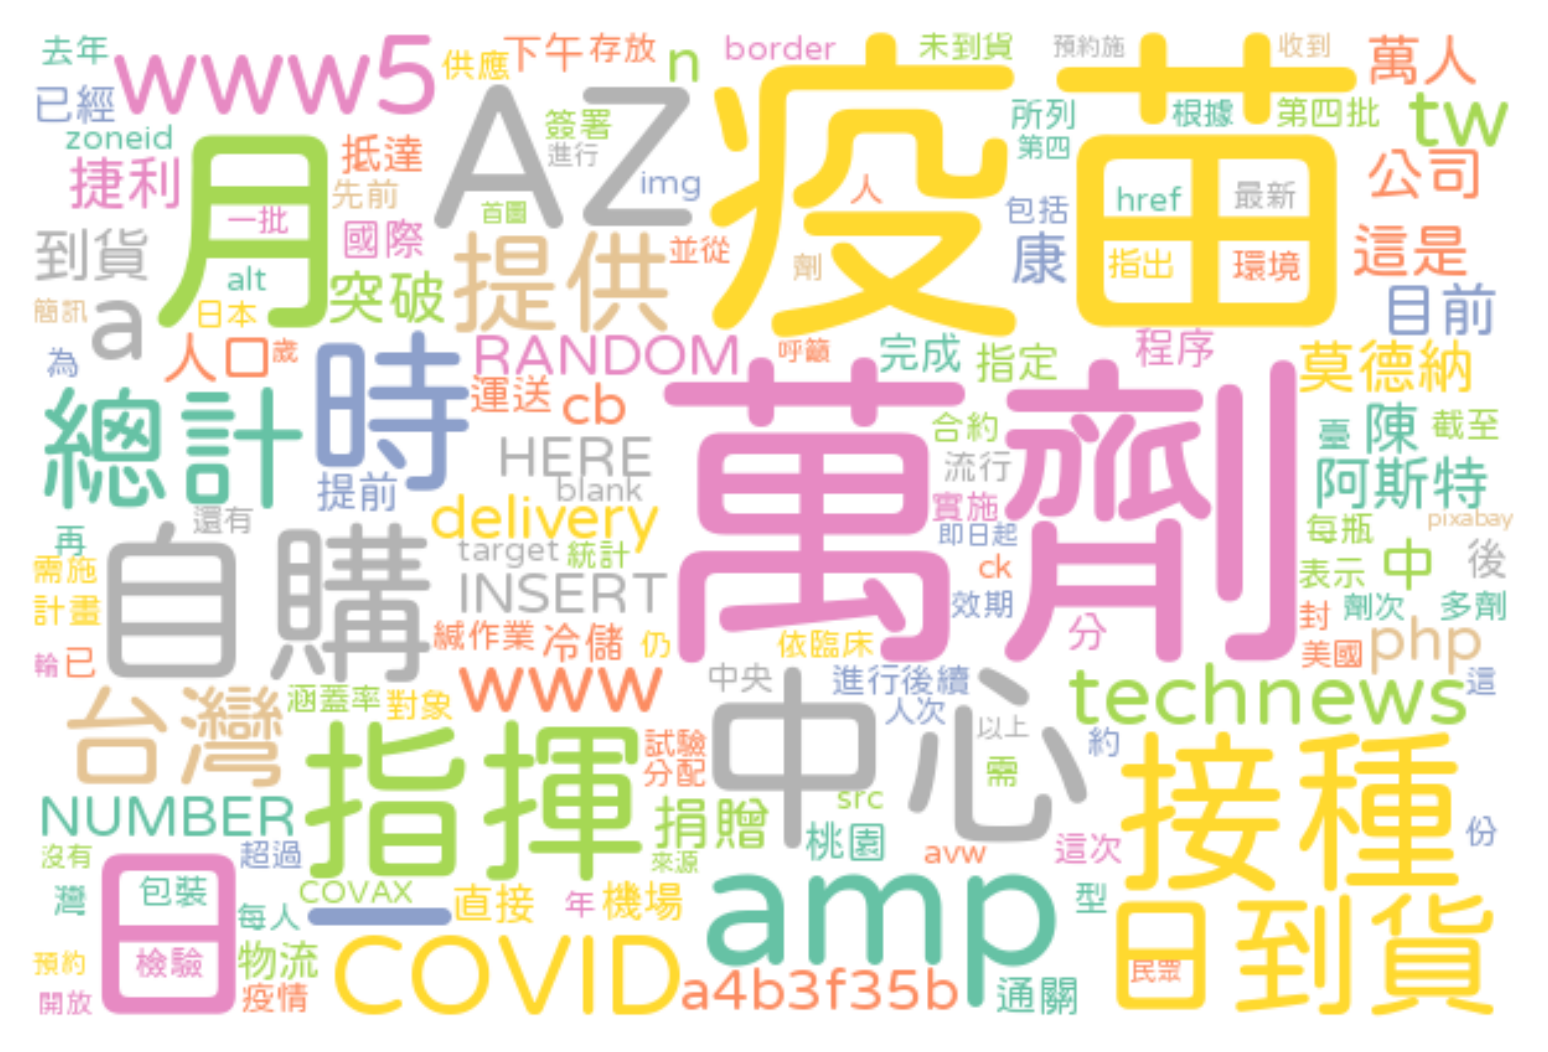 去年
www5
供應
下午
存放
n
border
未到貨
預約施
收到
萬人
已經
AZ
疫苗
所列
根據
第四批
tw
zoneid
月
抵達
簽署
進行
第四
捷利
先前
img
人
href
最新
公司
一批
首圖
包括
到貨
國際
提供
並從
康
指出
環境
這是
alt
突破
劑
簡訊
a
日本
目前
為
人口
歲
時
RANDOM
呼籲
完成
指定
程序
莫德納
總計
運送
cb
萬劑
合約
臺
陳
截至
HERE
流行
阿斯特
提前
blank
實施
還有
delivery
即日起
每瓶
pixabay
再
自購
target
統計
ck
表示
中
後
需施
INSERT
效期
劑次
多劑
計畫
緘作業
冷儲
仍
依臨床
分
封
美國
php
輪
已
www
中央
進行後續
technews
這
台灣
涵蓋率
對象
中心
人次
以上
指揮
試驗
約
接種
分配
需
NUMBER
捐贈
src
桃園
avw
這次
份
沒有
日
超過
來源
灣
包裝
COVAX
一
直接
年
機場
amp
型
日到貨
每人
預約
檢驗
物流
COVID
民眾
開放
疫情
a4b3f35b
通關